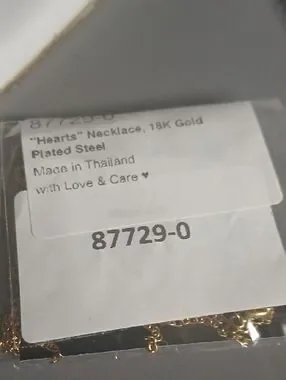 87729-0
"Hearts" Necklace, 18K Gold
Plated Steel
Made in Thailand
with Love & Care ♥
87729-0